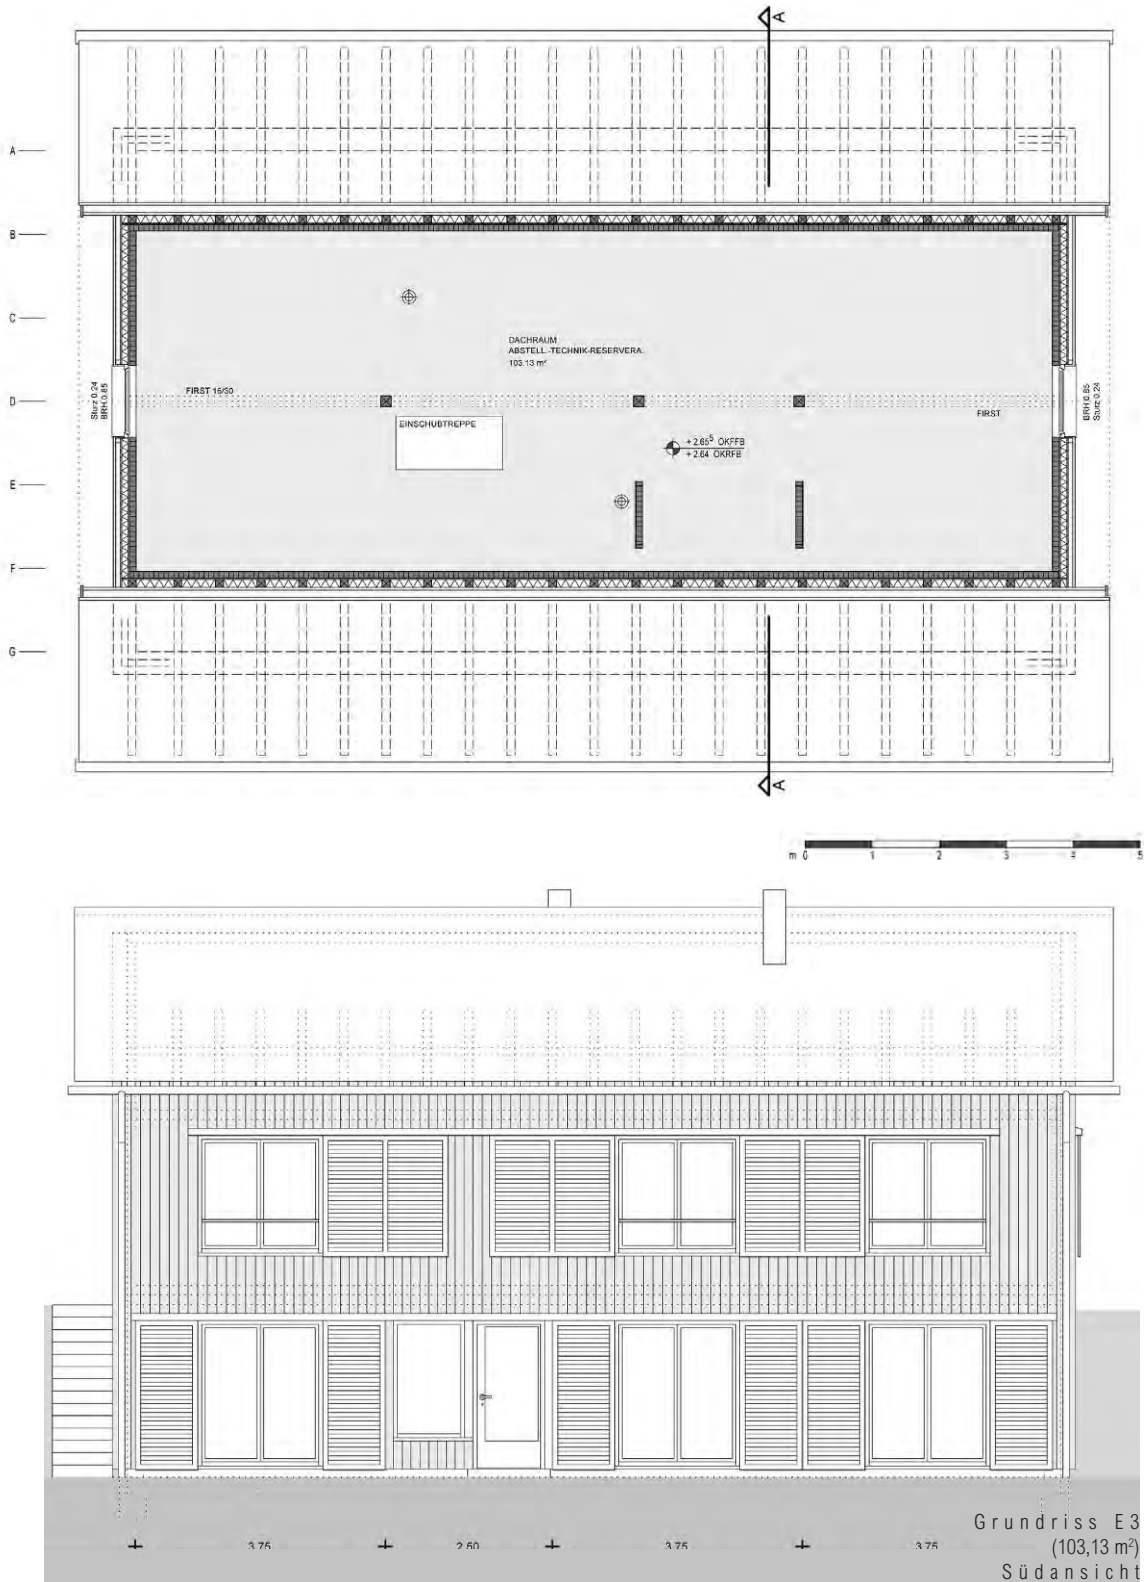 A
A
B
C
DACHRAUM
ABSTELL.-TECHNIK-RESERVERA.
103.13 m²
D
Sturz 0.24
BRH 0.85
FIRST 16/30
FIRST
BRH 0.85
Sturz 0.24
EINSCHUBTREPPE
+2.65⁵ OKFFB
+2.64 OKRFB
E
F
G
A
m 0 1 2 3 4 5
3.75 2.50 3.75 3.75
Grundriss E3
(103,13 m²)
Südansicht